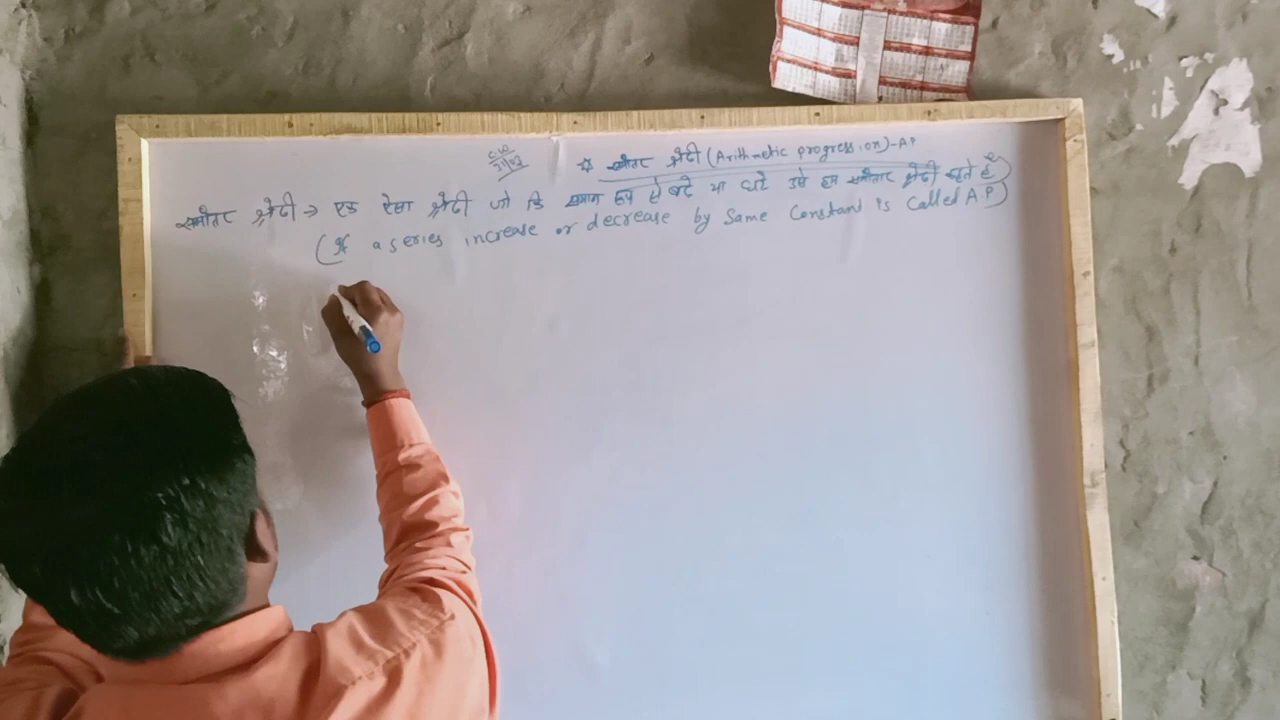 C.W
☆ समांतर श्रेढी (Arithmetic progression)-AP
समांतर श्रेढी ⇒ एक ऐसा श्रेढी जो कि समान रूप से बढे या घटे उसे हम समांतर श्रेढी कहते हैं)
(If a series increase or decrease by Same Constant is Called A.P)